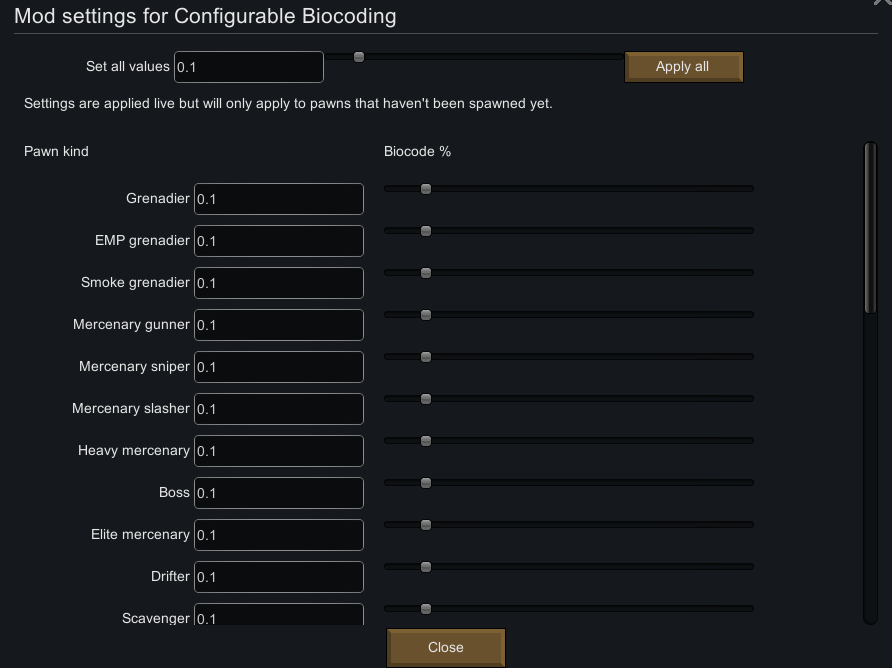 Mod settings for Configurable Biocoding
Set all values 0.1 Apply all
Settings are applied live but will only apply to pawns that haven't been spawned yet.
Pawn kind Biocode %
Grenadier 0.1
EMP grenadier 0.1
Smoke grenadier 0.1
Mercenary gunner 0.1
Mercenary sniper 0.1
Mercenary slasher 0.1
Heavy mercenary 0.1
Boss 0.1
Elite mercenary 0.1
Drifter 0.1
Scavenger 0.1
Close